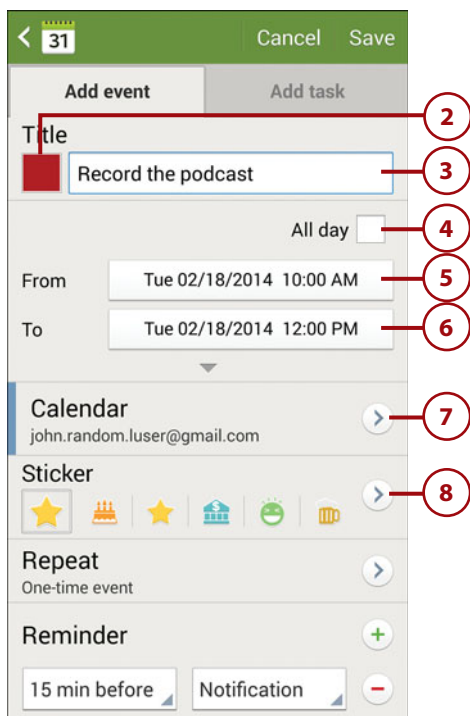 31 Cancel Save
Add event Add task
2
Title
Record the podcast 3
All day 4
From Tue 02/18/2014 10:00 AM 5
To Tue 02/18/2014 12:00 PM 6
Calendar
john.random.luser@gmail.com
7
Sticker
8
Repeat
One-time event
Reminder
15 min before Notification